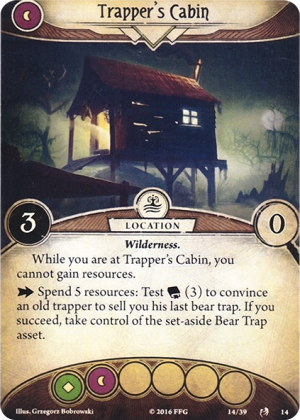 Trapper's Cabin
3
LOCATION
0
Wilderness.
While you are at Trapper's Cabin, you
cannot gain resources.
Spend 5 resources: Test (3) to convince
an old trapper to sell you his last bear trap. If you
succeed, take control of the set-aside Bear Trap
asset.
Illus. Grzegorz Bobrowski
© 2016 FFG
14/39
14